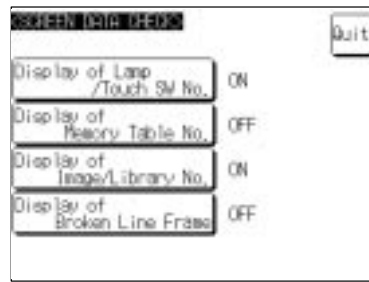 <SCREEN DATA CHECK>
Quit
Display of Lamp
/Touch SW No.
ON
Display of
Memory Table No.
OFF
Display of
Image/Library No.
ON
Display of
Broken Line Frame
OFF